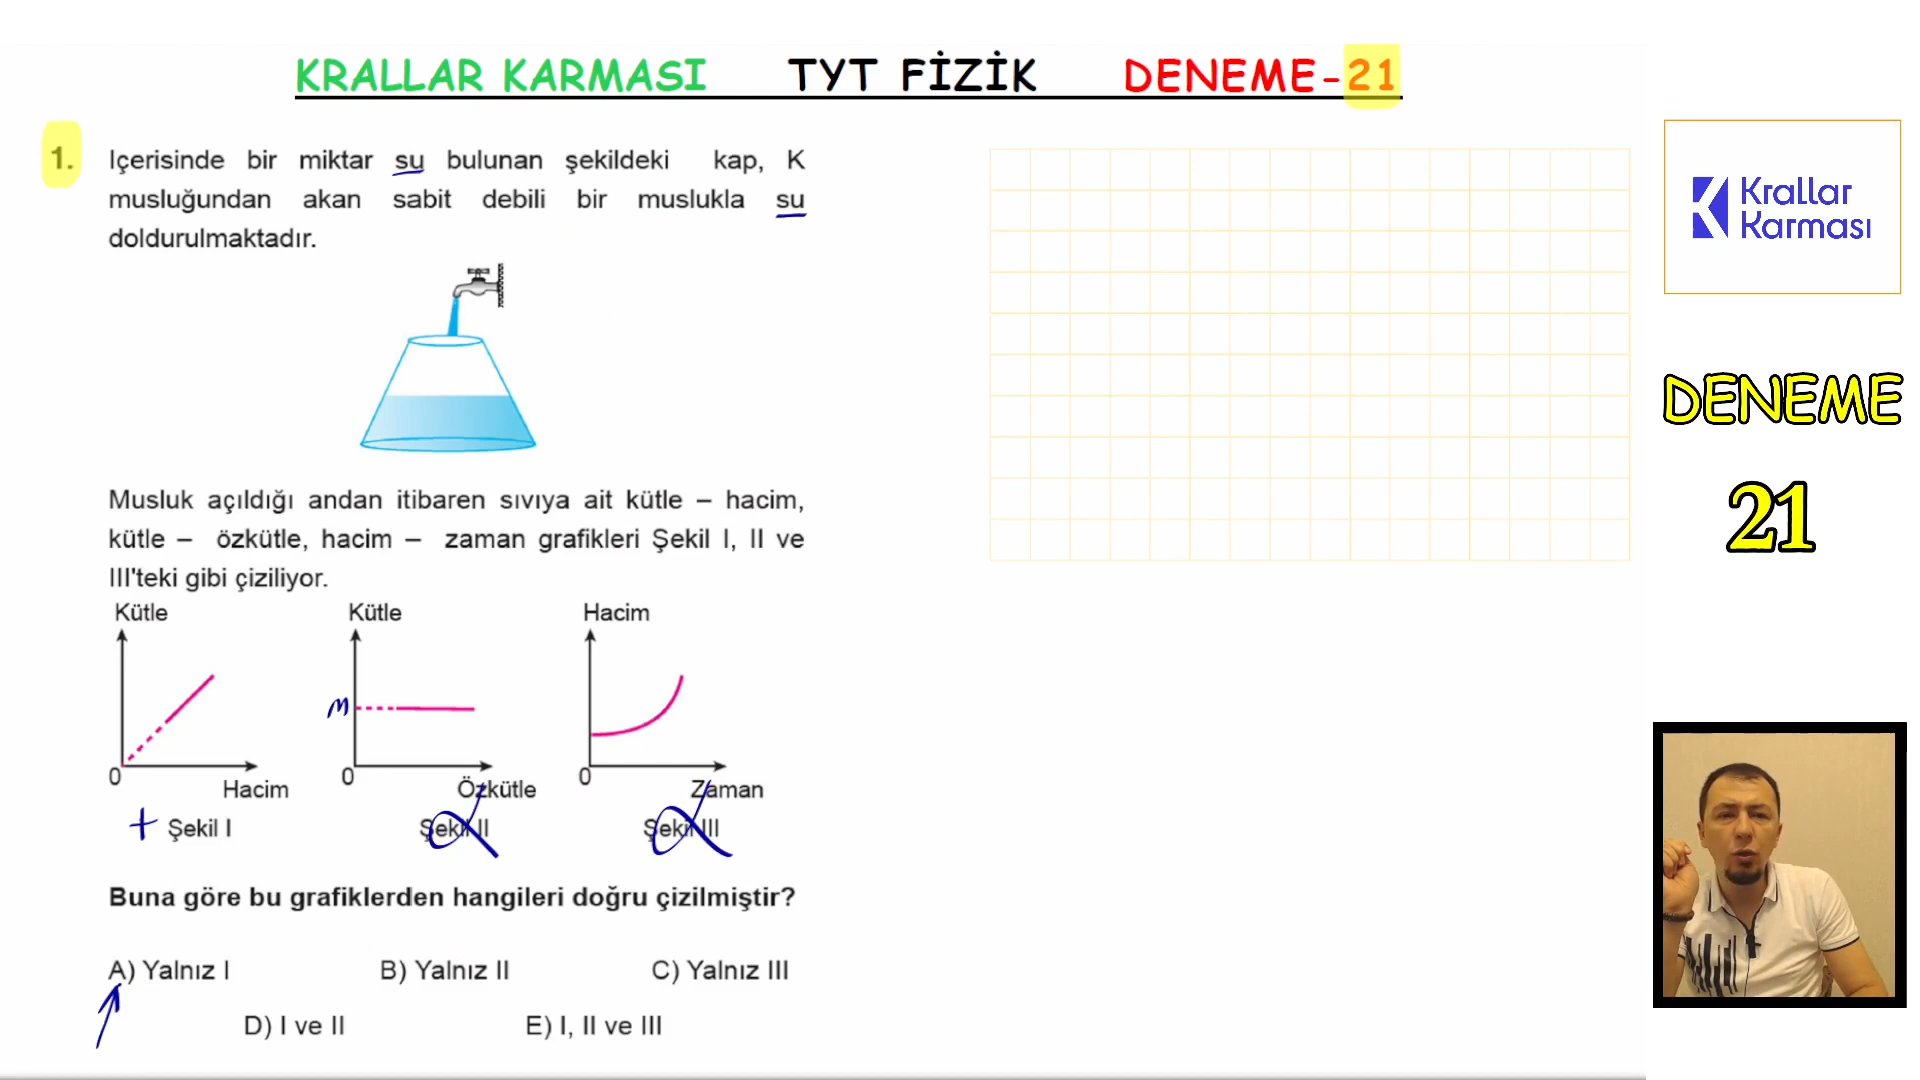 KRALLAR KARMASI TYT FİZİK DENEME-21
1. Içerisinde bir miktar su bulunan şekildeki kap, K
musluğundan akan sabit debili bir muslukla su
doldurulmaktadır.
Musluk açıldığı andan itibaren sıvıya ait kütle – hacim,
kütle – özkütle, hacim – zaman grafikleri Şekil I, II ve
III'teki gibi çiziliyor.
Kütle
0
Hacim
+ Şekil I
Kütle
M
0
Özkütle
Şekil II
Hacim
0
Zaman
Şekil III
Buna göre bu grafiklerden hangileri doğru çizilmiştir?
A) Yalnız I B) Yalnız II C) Yalnız III
D) I ve II E) I, II ve III
Krallar
Karması
DENEME
21